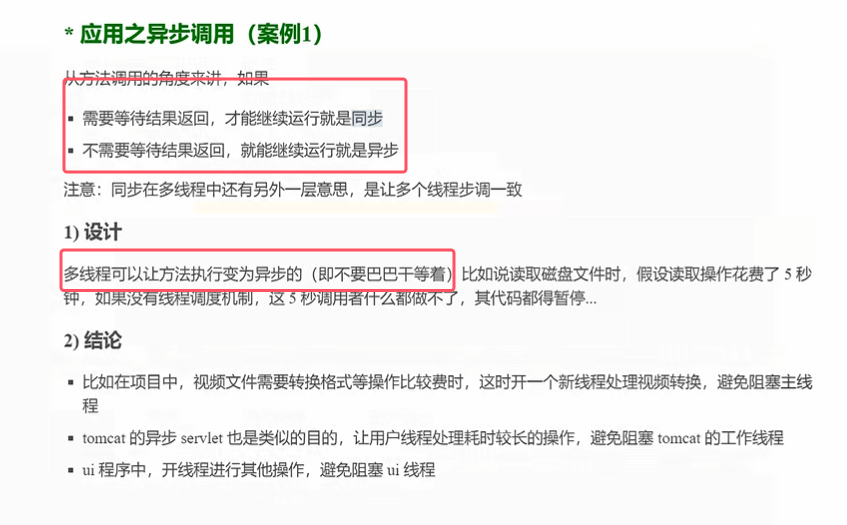 * 应用之异步调用（案例1）
从方法调用的角度来讲，如果
▪ 需要等待结果返回，才能继续运行就是同步
▪ 不需要等待结果返回，就能继续运行就是异步
注意：同步在多线程中还有另外一层意思，是让多个线程步调一致
1) 设计
多线程可以让方法执行变为异步的（即不要巴巴干等着）比如说读取磁盘文件时，假设读取操作花费了 5 秒
钟，如果没有线程调度机制，这 5 秒调用者什么都做不了，其代码都得暂停...
2) 结论
▪ 比如在项目中，视频文件需要转换格式等操作比较费时，这时开一个新线程处理视频转换，避免阻塞主线
程
▪ tomcat 的异步 servlet 也是类似的目的，让用户线程处理耗时较长的操作，避免阻塞 tomcat 的工作线程
▪ ui 程序中，开线程进行其他操作，避免阻塞 ui 线程